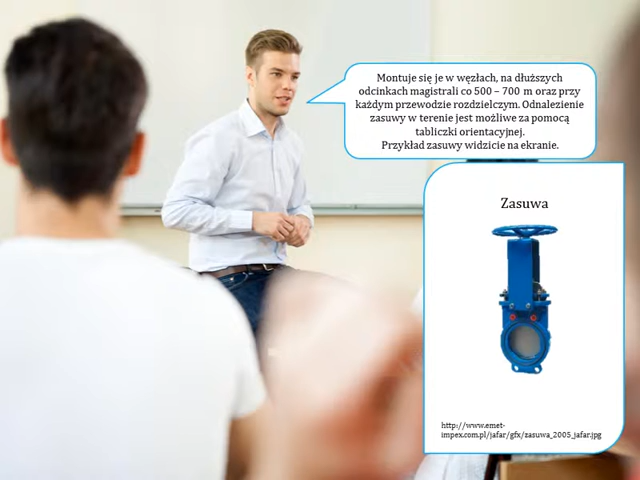 Montuje się je w węzłach, na dłuższych
odcinkach magistrali co 500 – 700 m oraz przy
każdym przewodzie rozdzielczym. Odnalezienie
zasuwy w terenie jest możliwe za pomocą
tabliczki orientacyjnej.
Przykład zasuwy widzicie na ekranie.
Zasuwa
http://www.emet-
impex.com.pl/jafar/gfx/zasuwa_2005_jafar.jpg